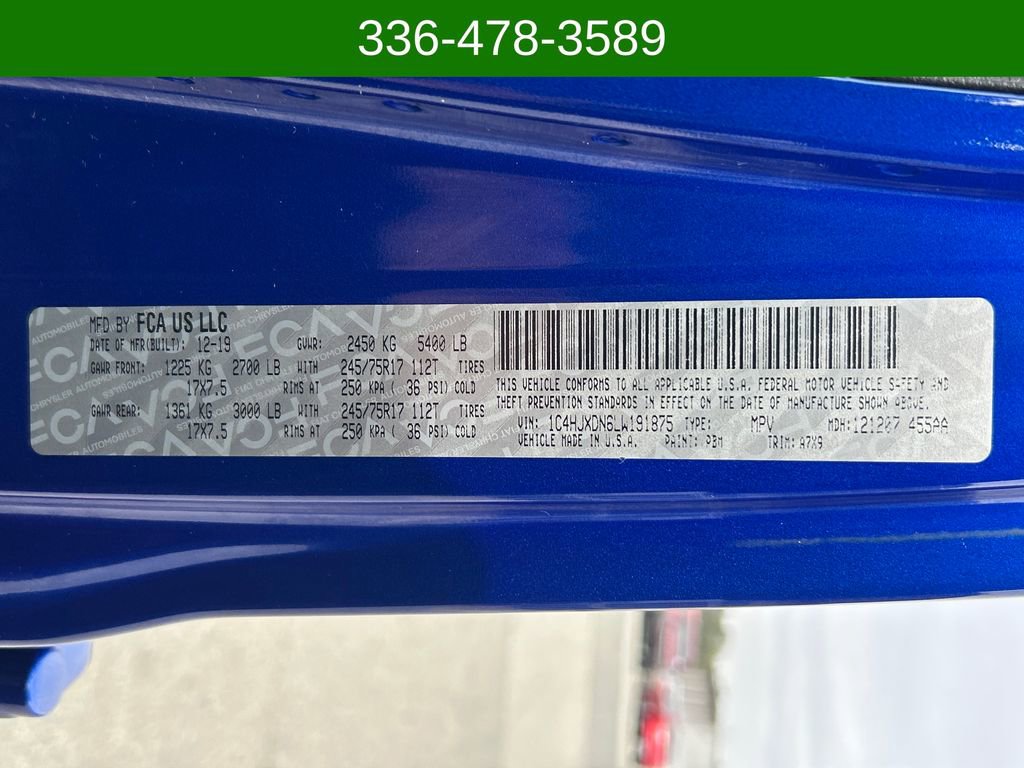 336-478-3589
MFD BY FCA US LLC
DATE OF MFR(BUILT): 12-19 GVWR: 2450 KG 5400 LB
GAWR FRONT: 1225 KG 2700 LB WITH 245/75R17 112T TIRES
17X7.5 RIMS AT 250 KPA ( 36 PSI) COLD
GAWR REAR: 1361 KG 3000 LB WITH 245/75R17 112T TIRES
17X7.5 RIMS AT 250 KPA ( 36 PSI) COLD
THIS VEHICLE CONFORMS TO ALL APPLICABLE U.S.A. FEDERAL MOTOR VEHICLE SAFETY AND
THEFT PREVENTION STANDARDS IN EFFECT ON THE DATE OF MANUFACTURE SHOWN ABOVE.
VIN: 1C4HJXDN6LW191875 TYPE: MPV MDH: 121207 455AA
VEHICLE MADE IN U.S.A. PAINT: PBM TRIM: A7X9